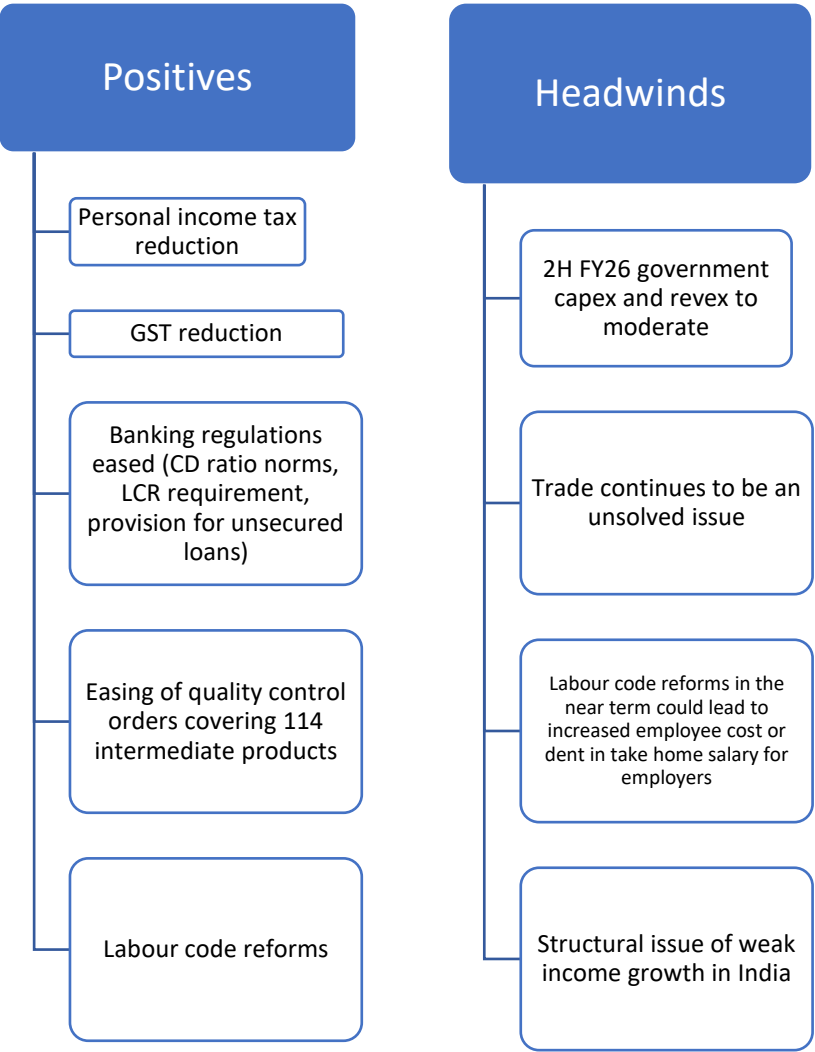 Positives
Personal income tax
reduction
GST reduction
Banking regulations
eased (CD ratio norms,
LCR requirement,
provision for unsecured
loans)
Easing of quality control
orders covering 114
intermediate products
Labour code reforms
Headwinds
2H FY26 government
capex and revex to
moderate
Trade continues to be an
unsolved issue
Labour code reforms in the
near term could lead to
increased employee cost or
dent in take home salary for
employers
Structural issue of weak
income growth in India